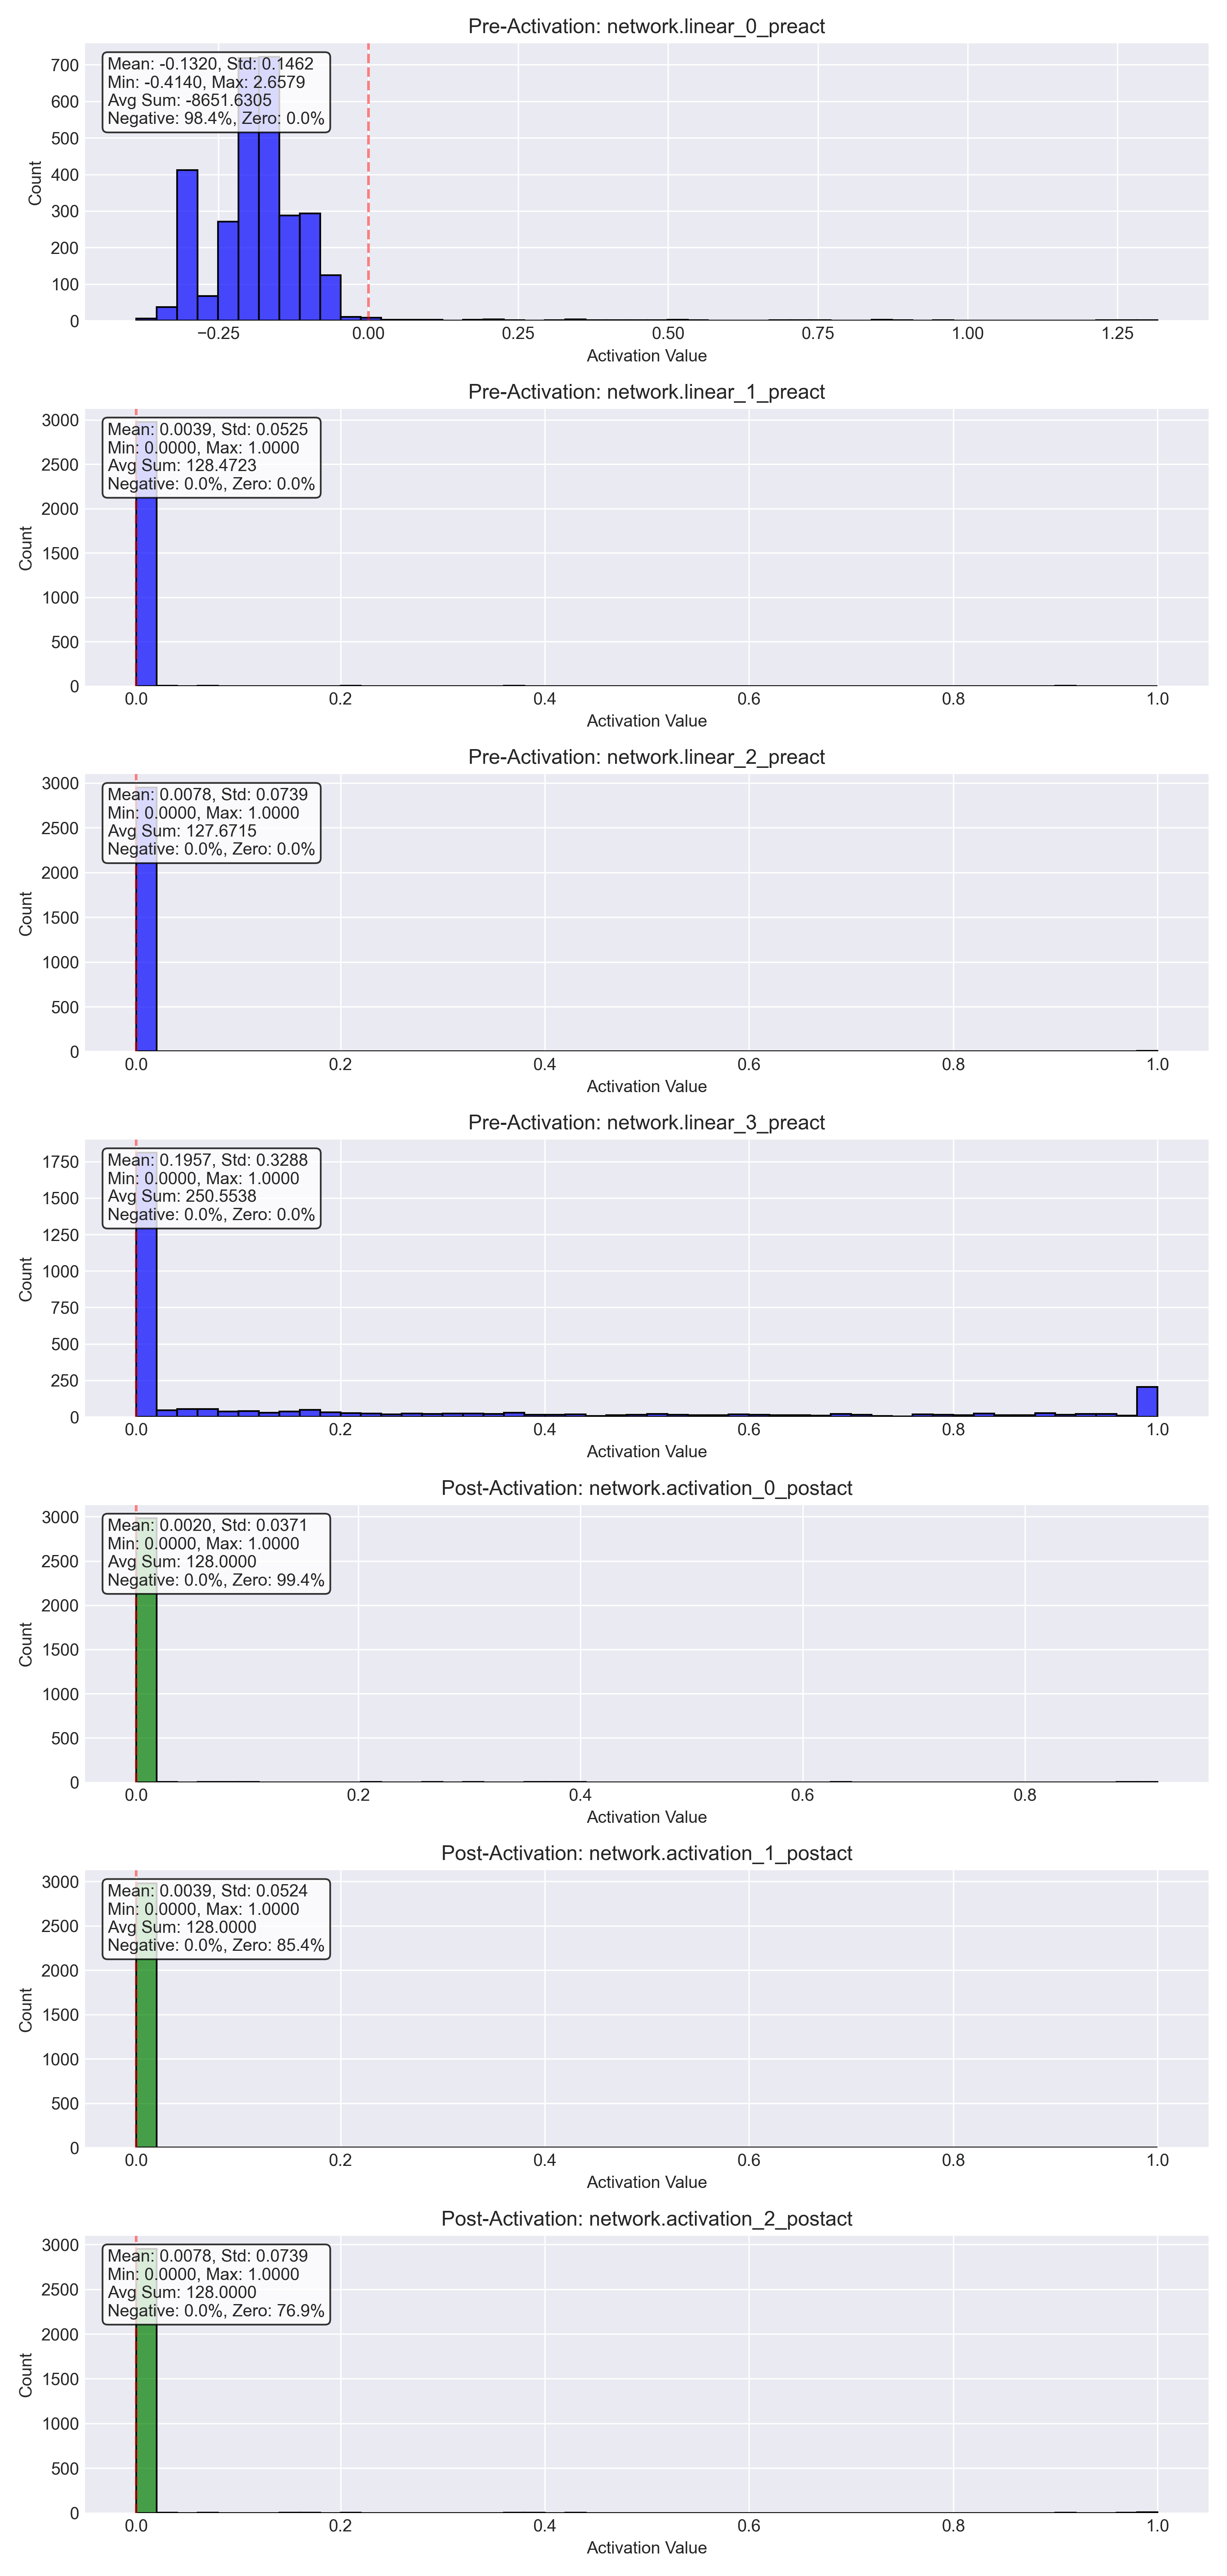 Pre-Activation: network.linear_0_preact
Mean: -0.1320, Std: 0.1462
Min: -0.4140, Max: 2.6579
Avg Sum: -8651.6305
Negative: 98.4%, Zero: 0.0%
Count
700
600
500
400
300
200
100
0
−0.25
0.00
0.25
0.50
0.75
1.00
1.25
Activation Value
Pre-Activation: network.linear_1_preact
Mean: 0.0039, Std: 0.0525
Min: 0.0000, Max: 1.0000
Avg Sum: 128.4723
Negative: 0.0%, Zero: 0.0%
Count
3000
2500
2000
1500
1000
500
0
0.0
0.2
0.4
0.6
0.8
1.0
Activation Value
Pre-Activation: network.linear_2_preact
Mean: 0.0078, Std: 0.0739
Min: 0.0000, Max: 1.0000
Avg Sum: 127.6715
Negative: 0.0%, Zero: 0.0%
Count
3000
2500
2000
1500
1000
500
0
0.0
0.2
0.4
0.6
0.8
1.0
Activation Value
Pre-Activation: network.linear_3_preact
Mean: 0.1957, Std: 0.3288
Min: 0.0000, Max: 1.0000
Avg Sum: 250.5538
Negative: 0.0%, Zero: 0.0%
Count
1750
1500
1250
1000
750
500
250
0
0.0
0.2
0.4
0.6
0.8
1.0
Activation Value
Post-Activation: network.activation_0_postact
Mean: 0.0020, Std: 0.0371
Min: 0.0000, Max: 1.0000
Avg Sum: 128.0000
Negative: 0.0%, Zero: 99.4%
Count
3000
2500
2000
1500
1000
500
0
0.0
0.2
0.4
0.6
0.8
Activation Value
Post-Activation: network.activation_1_postact
Mean: 0.0039, Std: 0.0524
Min: 0.0000, Max: 1.0000
Avg Sum: 128.0000
Negative: 0.0%, Zero: 85.4%
Count
3000
2500
2000
1500
1000
500
0
0.0
0.2
0.4
0.6
0.8
1.0
Activation Value
Post-Activation: network.activation_2_postact
Mean: 0.0078, Std: 0.0739
Min: 0.0000, Max: 1.0000
Avg Sum: 128.0000
Negative: 0.0%, Zero: 76.9%
Count
3000
2500
2000
1500
1000
500
0
0.0
0.2
0.4
0.6
0.8
1.0
Activation Value